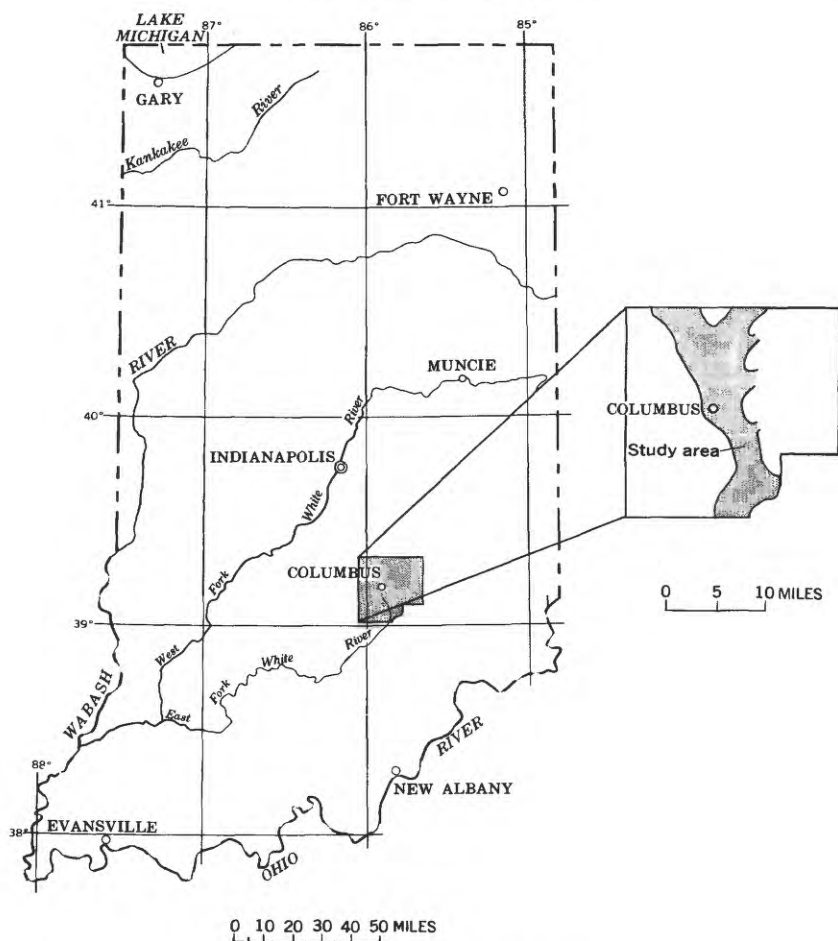 LAKE
MICHIGAN
87°
86°
85°
GARY
Kankakee River
FORT WAYNE
41°
RIVER
MUNCIE
River
COLUMBUS
40°
Study area
INDIANAPOLIS
White
COLUMBUS
0 5 10 MILES
Fork
39°
West
River
White
Fork
WABASH
East
RIVER
88°
NEW ALBANY
38°
EVANSVILLE
OHIO
0 10 20 30 40 50 MILES